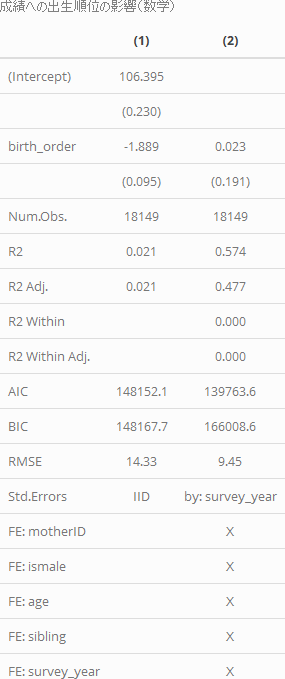 成績への出生順位の影響（数学）
(1) (2)
(Intercept) 106.395
(0.230)
birth_order -1.889 0.023
(0.095) (0.191)
Num.Obs. 18149 18149
R2 0.021 0.574
R2 Adj. 0.021 0.477
R2 Within 0.000
R2 Within Adj. 0.000
AIC 148152.1 139763.6
BIC 148167.7 166008.6
RMSE 14.33 9.45
Std.Errors IID by: survey_year
FE: motherID X
FE: ismale X
FE: age X
FE: sibling X
FE: survey_year X